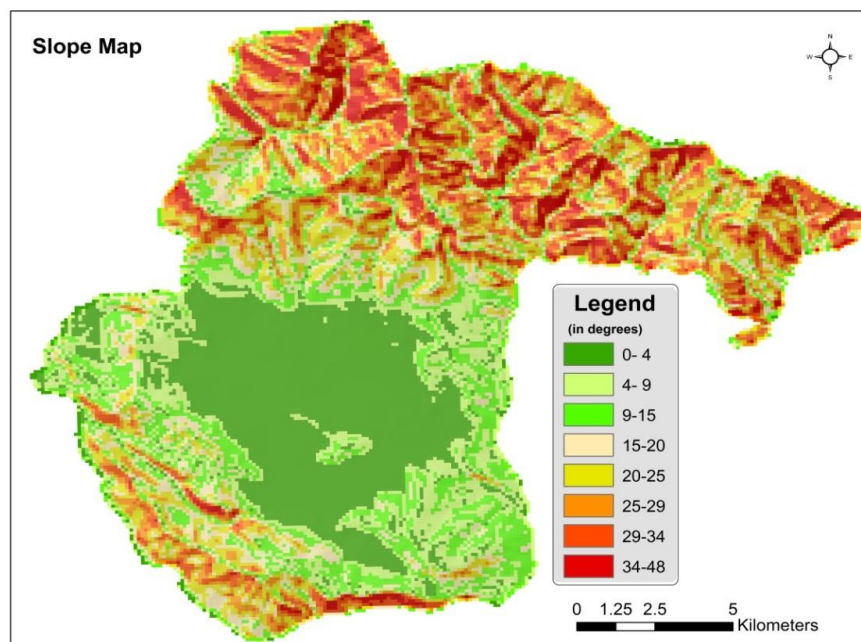 Slope Map
N
W E
S
Legend
(in degrees)
0- 4
4- 9
9-15
15-20
20-25
25-29
29-34
34-48
0 1.25 2.5 5
Kilometers